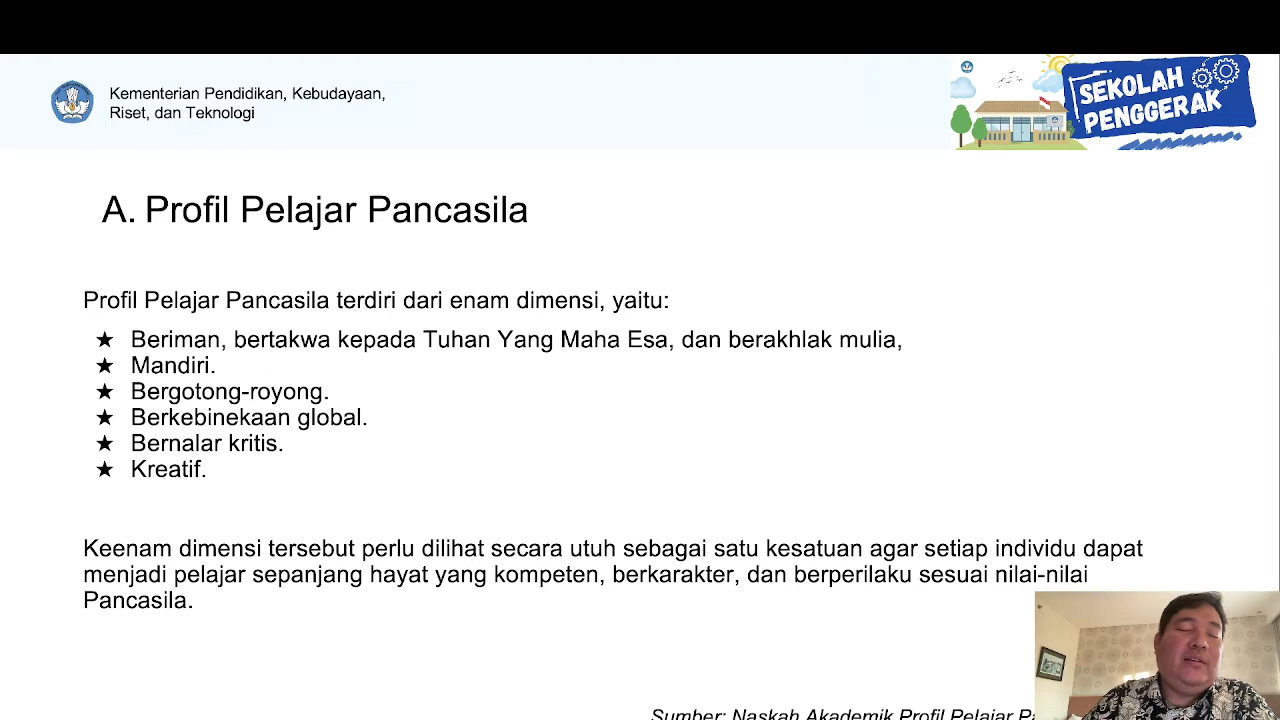 Kementerian Pendidikan, Kebudayaan,
Riset, dan Teknologi
SEKOLAH
PENGGERAK
A. Profil Pelajar Pancasila
Profil Pelajar Pancasila terdiri dari enam dimensi, yaitu:
★ Beriman, bertakwa kepada Tuhan Yang Maha Esa, dan berakhlak mulia,
★ Mandiri.
★ Bergotong-royong.
★ Berkebinekaan global.
★ Bernalar kritis.
★ Kreatif.
Keenam dimensi tersebut perlu dilihat secara utuh sebagai satu kesatuan agar setiap individu dapat
menjadi pelajar sepanjang hayat yang kompeten, berkarakter, dan berperilaku sesuai nilai-nilai
Pancasila.
Sumber: Naskah Akademik Profil Pelajar